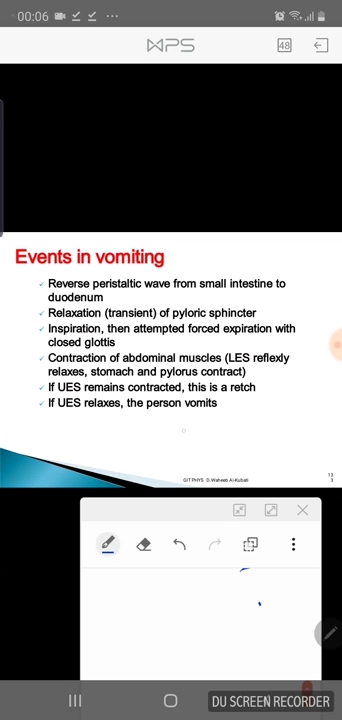 00:06
WPS
48
Events in vomiting
Reverse peristaltic wave from small intestine to
duodenum
Relaxation (transient) of pyloric sphincter
Inspiration, then attempted forced expiration with
closed glottis
Contraction of abdominal muscles (LES reflexly
relaxes, stomach and pylorus contract)
If UES remains contracted, this is a retch
If UES relaxes, the person vomits
GIT PHYS D.Waheeb Al-Kubati
13
3
DU SCREEN RECORDER